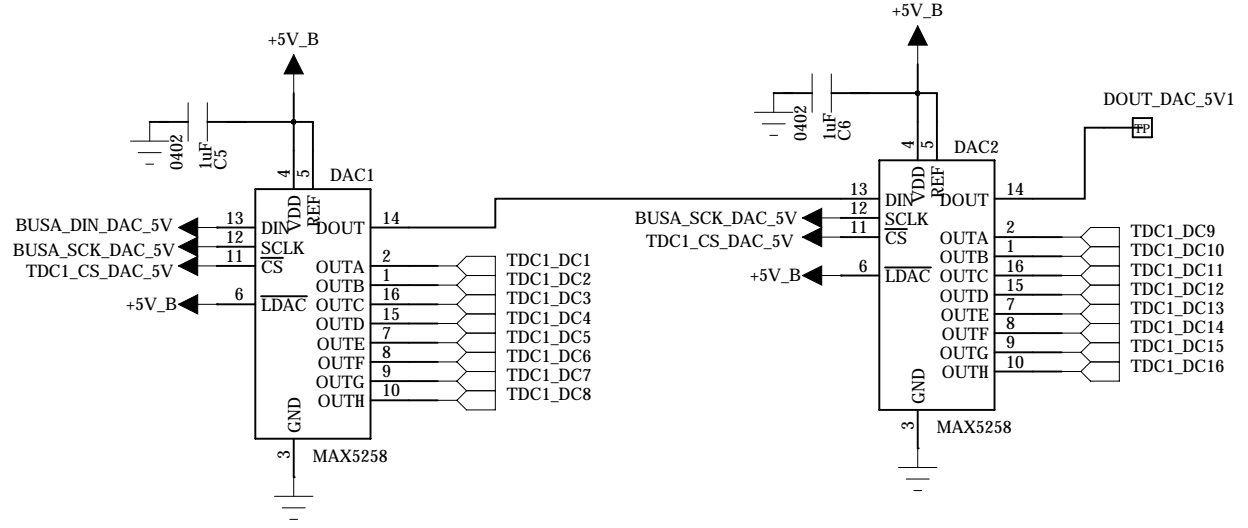 +5V_B
0402
1uF
C5
4
5
DAC1
VDD
REF
BUSA_DIN_DAC_5V
13
DIN
DOUT
14
BUSA_SCK_DAC_5V
12
SCLK
TDC1_CS_DAC_5V
11
CS
+5V_B
6
LDAC
OUTA
2
TDC1_DC1
OUTB
1
TDC1_DC2
OUTC
16
TDC1_DC3
OUTD
15
TDC1_DC4
OUTE
7
TDC1_DC5
OUTF
8
TDC1_DC6
OUTG
9
TDC1_DC7
OUTH
10
TDC1_DC8
GND
3
MAX5258
+5V_B
0402
1uF
C6
4
5
DAC2
VDD
REF
DOUT_DAC_5V1
TP
13
DIN
DOUT
14
BUSA_SCK_DAC_5V
12
SCLK
TDC1_CS_DAC_5V
11
CS
+5V_B
6
LDAC
OUTA
2
TDC1_DC9
OUTB
1
TDC1_DC10
OUTC
16
TDC1_DC11
OUTD
15
TDC1_DC12
OUTE
7
TDC1_DC13
OUTF
8
TDC1_DC14
OUTG
9
TDC1_DC15
OUTH
10
TDC1_DC16
GND
3
MAX5258